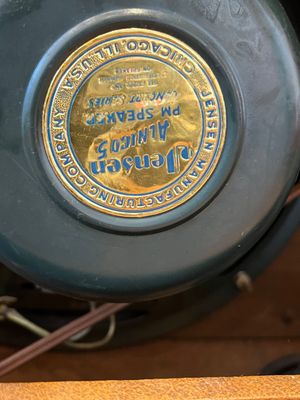 JENSEN MANUFACTURING COMPANY
CHICAGO, ILL. U.S.A.
Jensen
ALNICO 5
PM SPEAKER
CONCERT SERIES